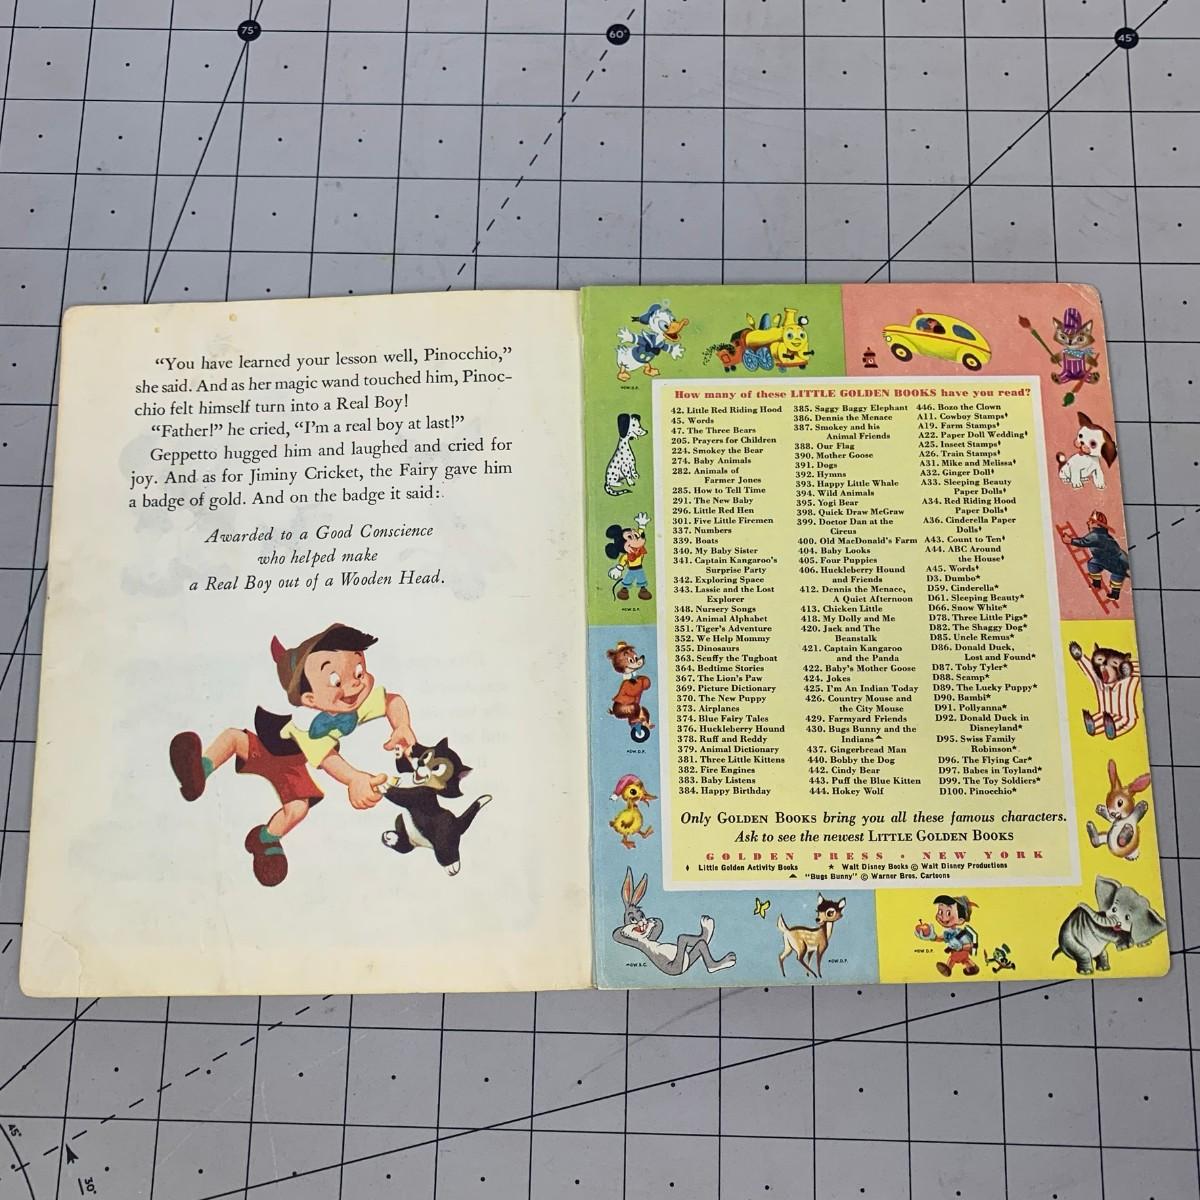 75°
60°
45°
“You have learned your lesson well, Pinocchio,”
she said. And as her magic wand touched him, Pinoc-
chio felt himself turn into a Real Boy!
“Father!” he cried, “I’m a real boy at last!”
Geppetto hugged him and laughed and cried for
joy. And as for Jiminy Cricket, the Fairy gave him
a badge of gold. And on the badge it said:
Awarded to a Good Conscience
who helped make
a Real Boy out of a Wooden Head.
How many of these LITTLE GOLDEN BOOKS have you read?
42. Little Red Riding Hood
45. Words
47. The Three Bears
205. Prayers for Children
224. Smokey the Bear
274. Baby Animals
282. Animals of
Farmer Jones
285. How to Tell Time
291. The New Baby
296. Little Red Hen
301. Five Little Firemen
337. Numbers
339. Boats
340. My Baby Sister
341. Captain Kangaroo's
Surprise Party
342. Exploring Space
343. Lassie and the Lost
Explorer
348. Nursery Songs
349. Animal Alphabet
351. Tiger's Adventure
352. We Help Mommy
355. Dinosaurs
363. Scuffy the Tugboat
364. Bedtime Stories
367. The Lion's Paw
369. Picture Dictionary
370. The New Puppy
373. Airplanes
374. Blue Fairy Tales
376. Huckleberry Hound
378. Ruff and Reddy
379. Animal Dictionary
381. Three Little Kittens
382. Fire Engines
383. Baby Listens
384. Happy Birthday
385. Saggy Baggy Elephant
386. Dennis the Menace
387. Smokey and his
Animal Friends
388. Our Flag
390. Mother Goose
391. Dogs
392. Hymns
393. Happy Little Whale
394. Wild Animals
395. Yogi Bear
398. Quick Draw McGraw
399. Doctor Dan at the
Circus
400. Old MacDonald's Farm
404. Baby Looks
405. Four Puppies
406. Huckleberry Hound
and Friends
412. Dennis the Menace,
A Quiet Afternoon
413. Chicken Little
418. My Dolly and Me
420. Jack and The
Beanstalk
421. Captain Kangaroo
and the Panda
422. Baby's Mother Goose
424. Jokes
425. I'm An Indian Today
426. Country Mouse and
the City Mouse
429. Farmyard Friends
430. Bugs Bunny and the
Indians▲
437. Gingerbread Man
440. Bobby the Dog
442. Cindy Bear
443. Puff the Blue Kitten
444. Hokey Wolf
446. Bozo the Clown
A11. Cowboy Stamps♦
A19. Farm Stamps♦
A22. Paper Doll Wedding♦
A25. Insect Stamps♦
A26. Train Stamps♦
A31. Mike and Melissa♦
A32. Ginger Doll♦
A33. Sleeping Beauty
Paper Dolls♦
A34. Red Riding Hood
Paper Dolls♦
A36. Cinderella Paper
Dolls♦
A43. Count to Ten♦
A44. ABC Around
the House♦
A45. Words♦
D3. Dumbo*
D59. Cinderella*
D61. Sleeping Beauty*
D66. Snow White*
D78. Three Little Pigs*
D82. The Shaggy Dog*
D85. Uncle Remus*
D86. Donald Duck,
Lost and Found*
D87. Toby Tyler*
D88. Scamp*
D89. The Lucky Puppy*
D90. Bambi*
D91. Pollyanna*
D92. Donald Duck in
Disneyland*
D95. Swiss Family
Robinson*
D96. The Flying Car*
D97. Babes in Toyland*
D99. The Toy Soldiers*
D100. Pinocchio*
Only GOLDEN BOOKS bring you all these famous characters.
Ask to see the newest LITTLE GOLDEN BOOKS
GOLDEN PRESS • NEW YORK
♦ Little Golden Activity Books ★ Walt Disney Books © Walt Disney Productions
▲ "Bugs Bunny" © Warner Bros. Cartoons
©W.D.P.
©W.D.P.
©W.D.P.
©W.B.C.
©W.D.P.
©W.D.P.
45°
30°